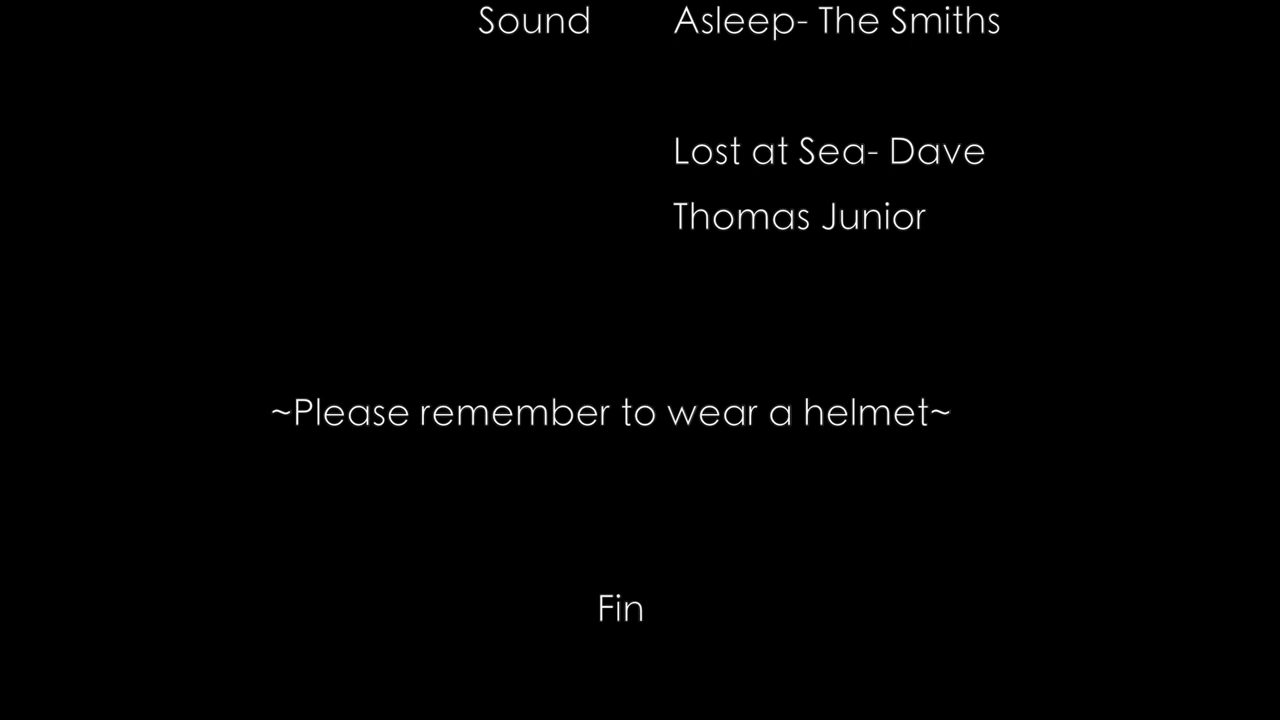 Sound Asleep- The Smiths
Lost at Sea- Dave
Thomas Junior
~Please remember to wear a helmet~
Fin